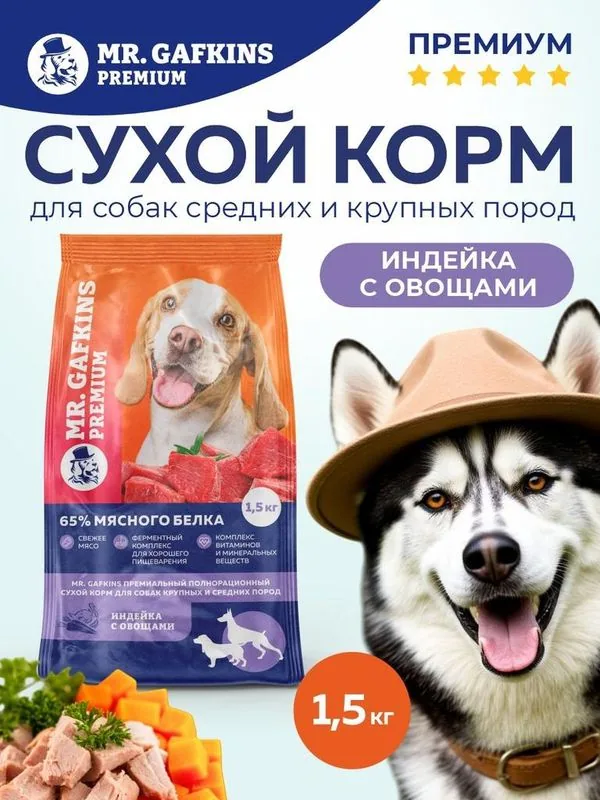 MR. GAFKINS
PREMIUM
ПРЕМИУМ
СУХОЙ КОРМ
для собак средних и крупных пород
ИНДЕЙКА
С ОВОЩАМИ
MR. GAFKINS
PREMIUM
1,5 кг
65% МЯСНОГО БЕЛКА
СВЕЖЕЕ
МЯСО
ФЕРМЕНТНЫЙ
КОМПЛЕКС
ДЛЯ ХОРОШЕГО
ПИЩЕВАРЕНИЯ
КОМПЛЕКС
ВИТАМИНОВ
И МИНЕРАЛЬНЫХ
ВЕЩЕСТВ
MR. GAFKINS ПРЕМИАЛЬНЫЙ ПОЛНОРАЦИОННЫЙ
СУХОЙ КОРМ ДЛЯ СОБАК КРУПНЫХ И СРЕДНИХ ПОРОД
ИНДЕЙКА
С ОВОЩАМИ
1,5 кг